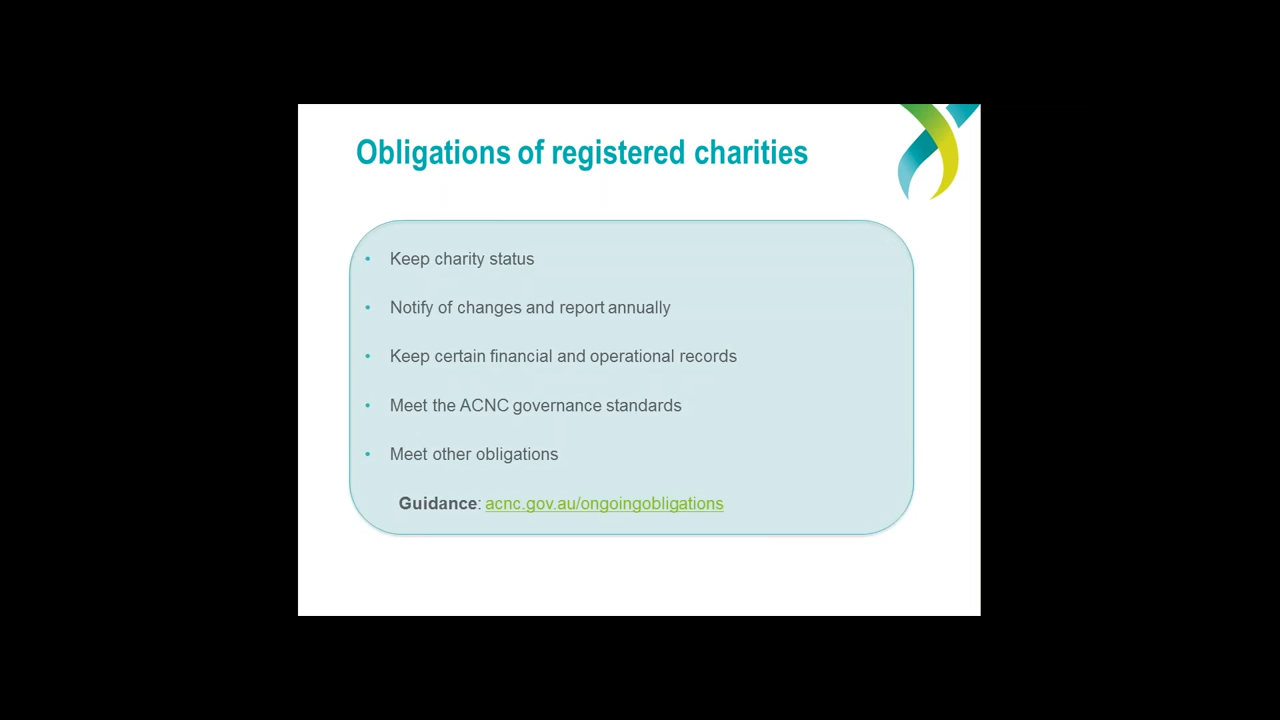 Obligations of registered charities
• Keep charity status
• Notify of changes and report annually
• Keep certain financial and operational records
• Meet the ACNC governance standards
• Meet other obligations
Guidance: acnc.gov.au/ongoingobligations